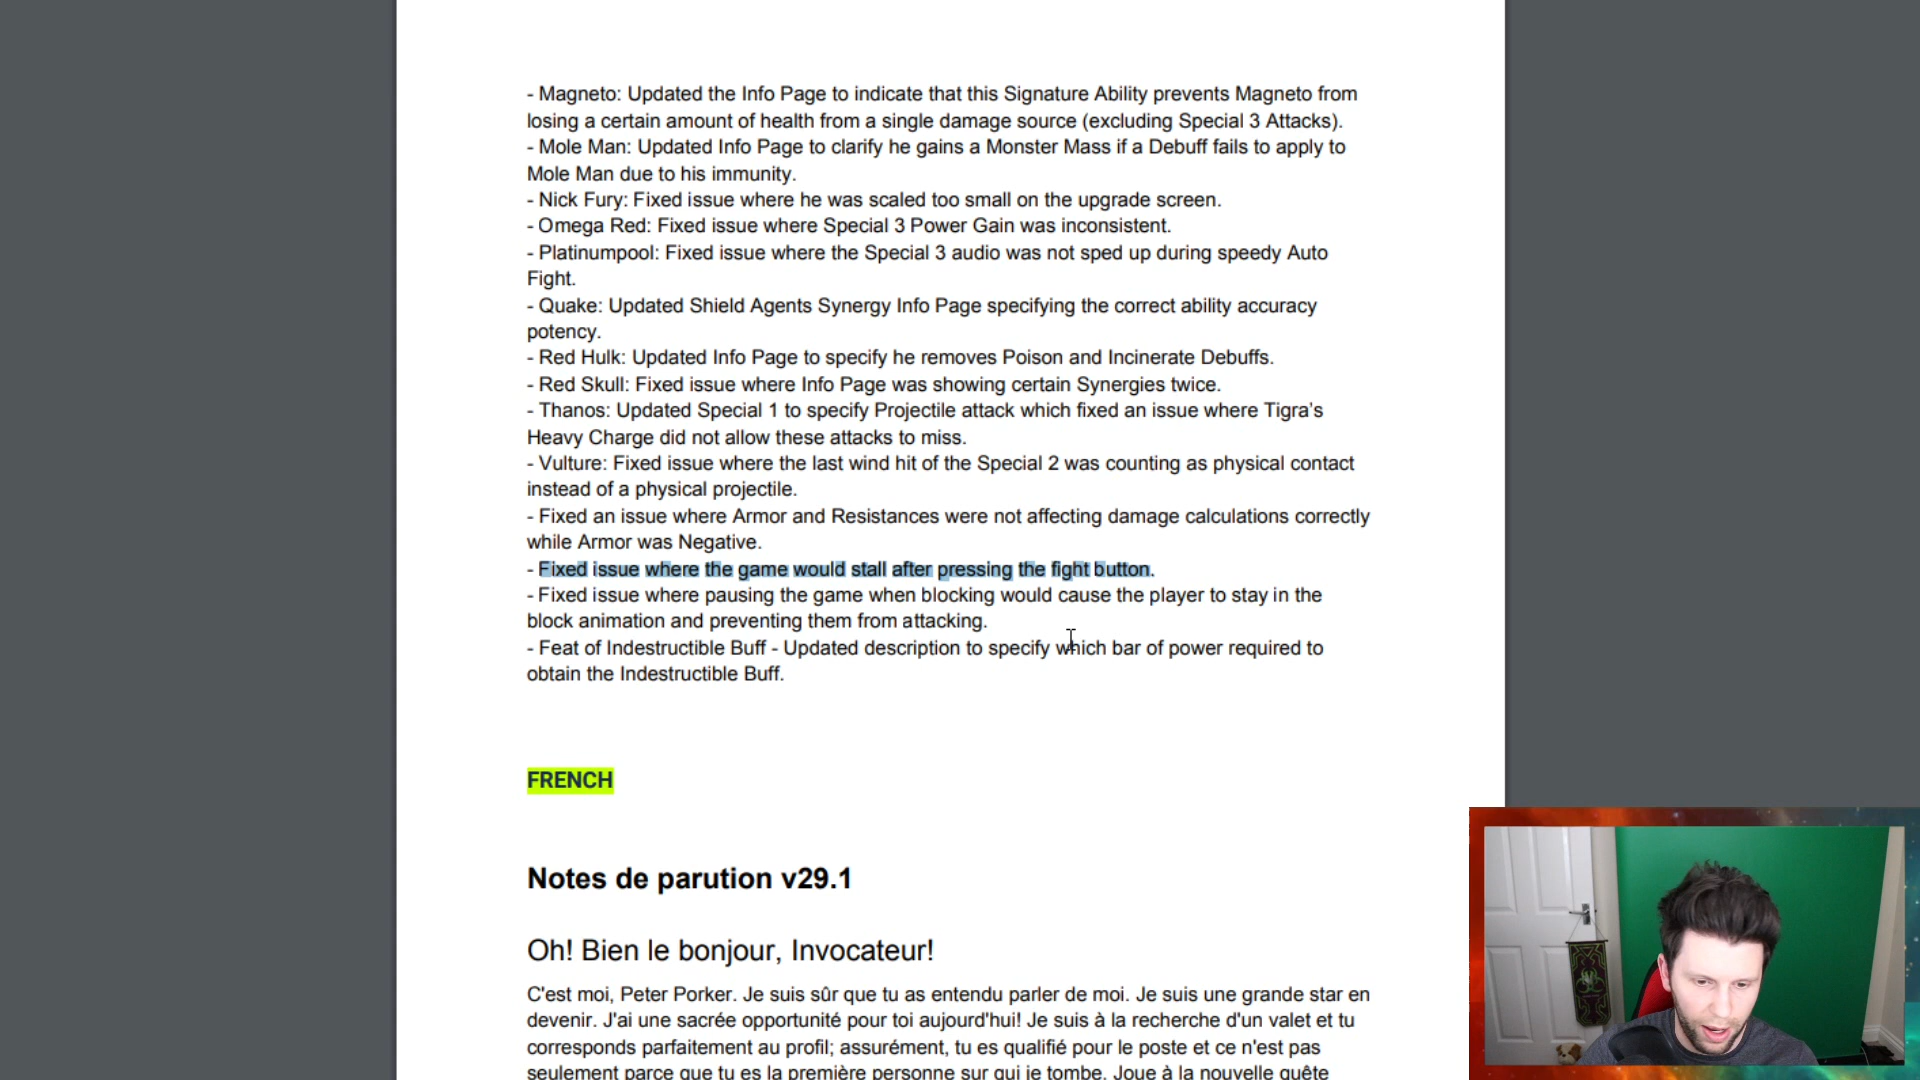 - Magneto: Updated the Info Page to indicate that this Signature Ability prevents Magneto from
losing a certain amount of health from a single damage source (excluding Special 3 Attacks).
- Mole Man: Updated Info Page to clarify he gains a Monster Mass if a Debuff fails to apply to
Mole Man due to his immunity.
- Nick Fury: Fixed issue where he was scaled too small on the upgrade screen.
- Omega Red: Fixed issue where Special 3 Power Gain was inconsistent.
- Platinumpool: Fixed issue where the Special 3 audio was not sped up during speedy Auto
Fight.
- Quake: Updated Shield Agents Synergy Info Page specifying the correct ability accuracy
potency.
- Red Hulk: Updated Info Page to specify he removes Poison and Incinerate Debuffs.
- Red Skull: Fixed issue where Info Page was showing certain Synergies twice.
- Thanos: Updated Special 1 to specify Projectile attack which fixed an issue where Tigra’s
Heavy Charge did not allow these attacks to miss.
- Vulture: Fixed issue where the last wind hit of the Special 2 was counting as physical contact
instead of a physical projectile.
- Fixed an issue where Armor and Resistances were not affecting damage calculations correctly
while Armor was Negative.
- Fixed issue where the game would stall after pressing the fight button.
- Fixed issue where pausing the game when blocking would cause the player to stay in the
block animation and preventing them from attacking.
- Feat of Indestructible Buff - Updated description to specify which bar of power required to
obtain the Indestructible Buff.
FRENCH
Notes de parution v29.1
Oh! Bien le bonjour, Invocateur!
C'est moi, Peter Porker. Je suis sûr que tu as entendu parler de moi. Je suis une grande star en
devenir. J'ai une sacrée opportunité pour toi aujourd'hui! Je suis à la recherche d'un valet et tu
corresponds parfaitement au profil; assurément, tu es qualifié pour le poste et ce n'est pas
seulement parce que tu es la première personne sur qui je tombe. Joue à la nouvelle quête